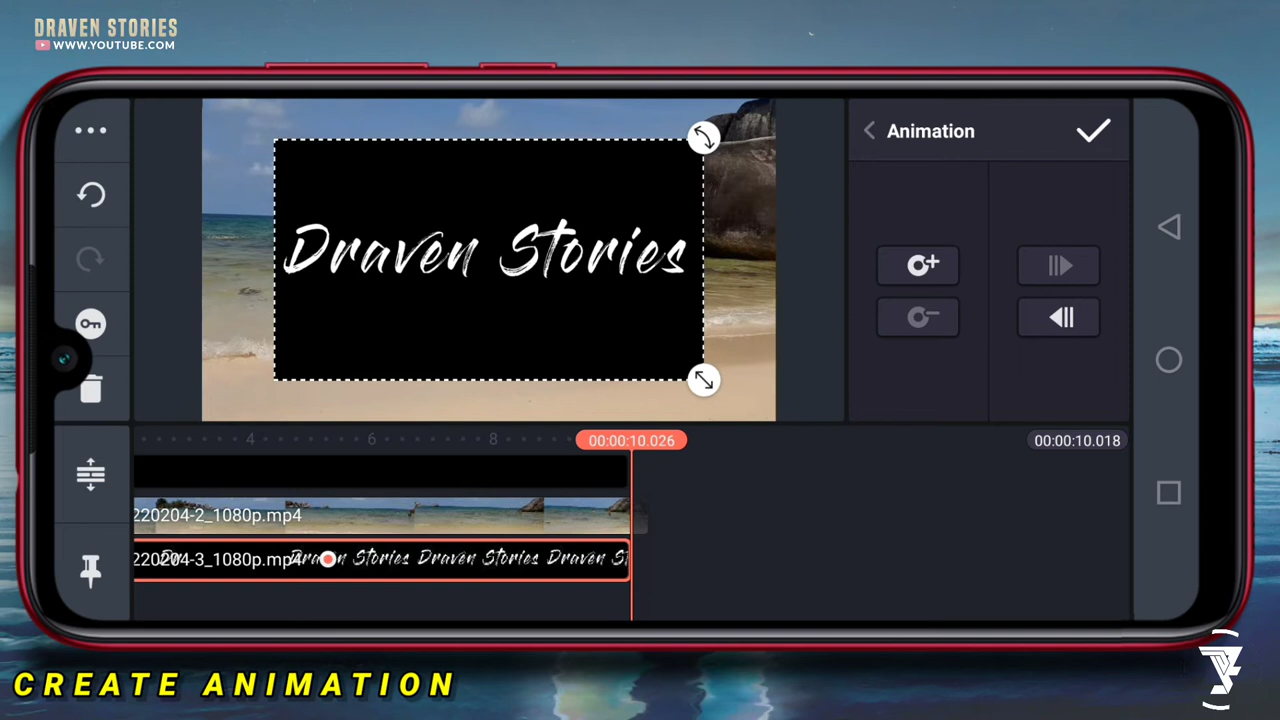 DRAVEN STORIES
WWW.YOUTUBE.COM
Animation
Draven Stories
4
6
8
00:00:10.026
00:00:10.018
220204-2_1080p.mp4
220204-3_1080p.mp4
Draven Stories Draven Stories Draven St
CREATE ANIMATION